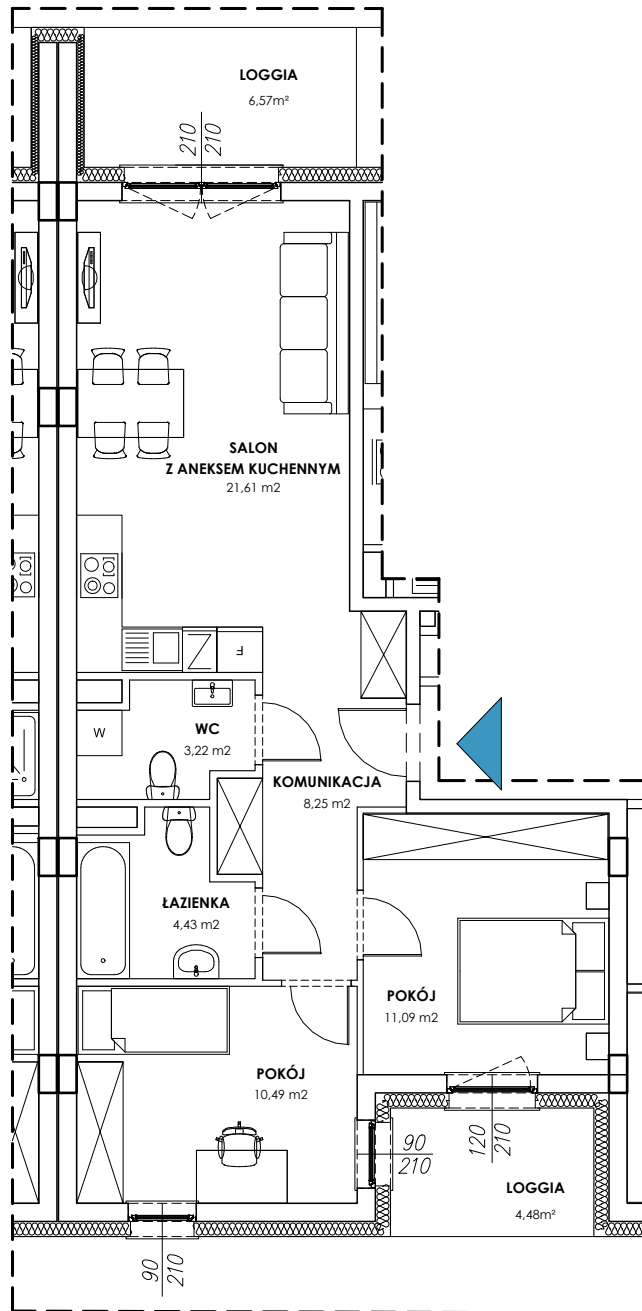 LOGGIA
6,57m²
210
210
SALON
Z ANEKSEM KUCHENNYM
21,61 m2
F
W
WC
3,22 m2
KOMUNIKACJA
8,25 m2
ŁAZIENKA
4,43 m2
POKÓJ
11,09 m2
POKÓJ
10,49 m2
90
210
120
210
LOGGIA
4,48m²
90
210